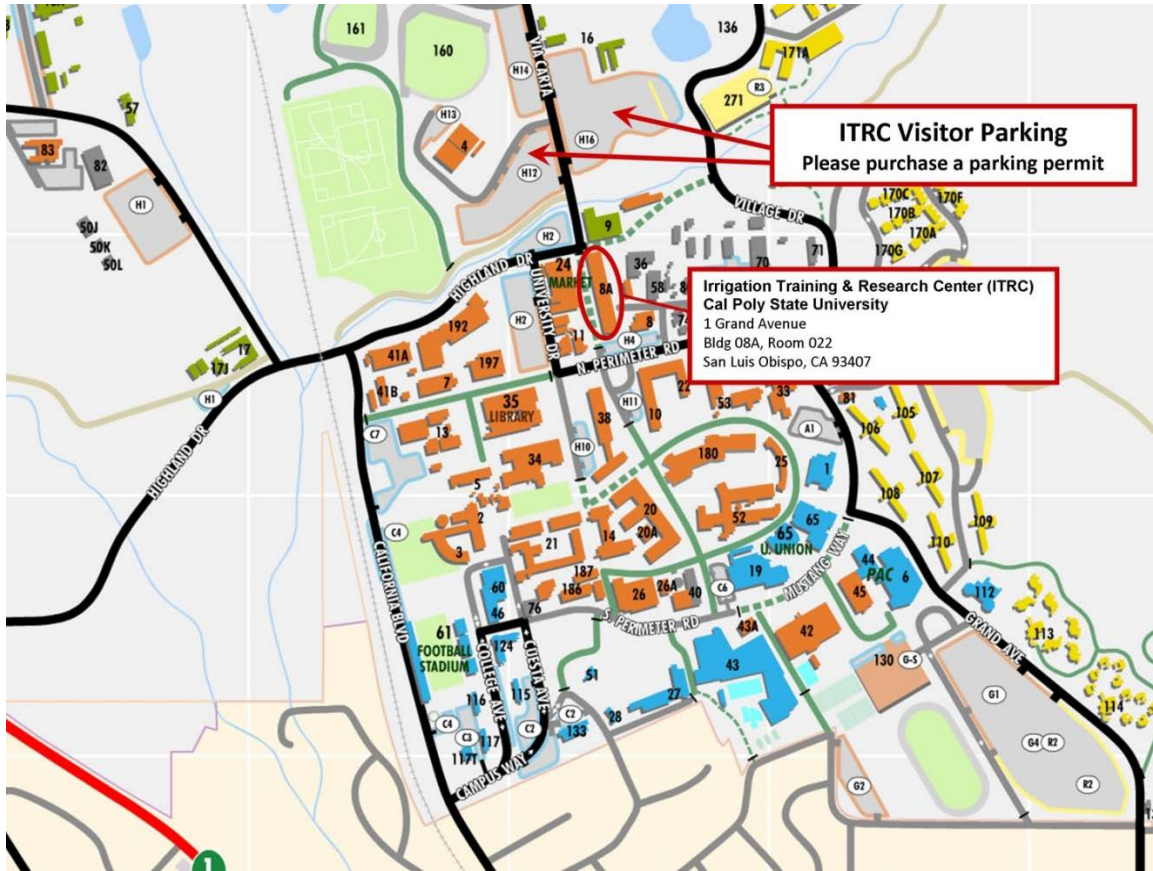 161
160
H14
VIA CARTA
16
136
171A
R3
271
57
H13
4
H16
H12
ITRC Visitor Parking
Please purchase a parking permit
83
82
H1
50J
50K
50L
9
VILLAGE DR
170C
170F
170B
170A
170G
71
70
H2
HIGHLAND DR
UNIVERSITY DR
24
MARKET
8A
36
58
Irrigation Training & Research Center (ITRC)
Cal Poly State University
1 Grand Avenue
Bldg 08A, Room 022
San Luis Obispo, CA 93407
192
H2
11
8
H4
74
N. PERIMETER RD
17
17J
H1
41A
197
7
41B
35
LIBRARY
38
H11
10
22
53
33
81
A1
105
106
HIGHLAND DR
C7
13
34
H10
180
25
1
107
108
5
2
3
C4
21
20
20A
14
52
65
65
U. UNION
109
110
CALIFORNIA BLVD
60
187
186
26
26A
40
C6
19
MUSTANG WAY
44
PAC
6
45
112
46
76
S. PERIMETER RD
43A
42
113
61
FOOTBALL
STADIUM
124
COLLEGE AVE
CUESTA AVE
43
130
G-S
GRAND AVE
51
27
G1
116
115
C4
C3
C2
C2
28
133
117
117T
114
G4
R2
CAMPUS WAY
G2
R2
1